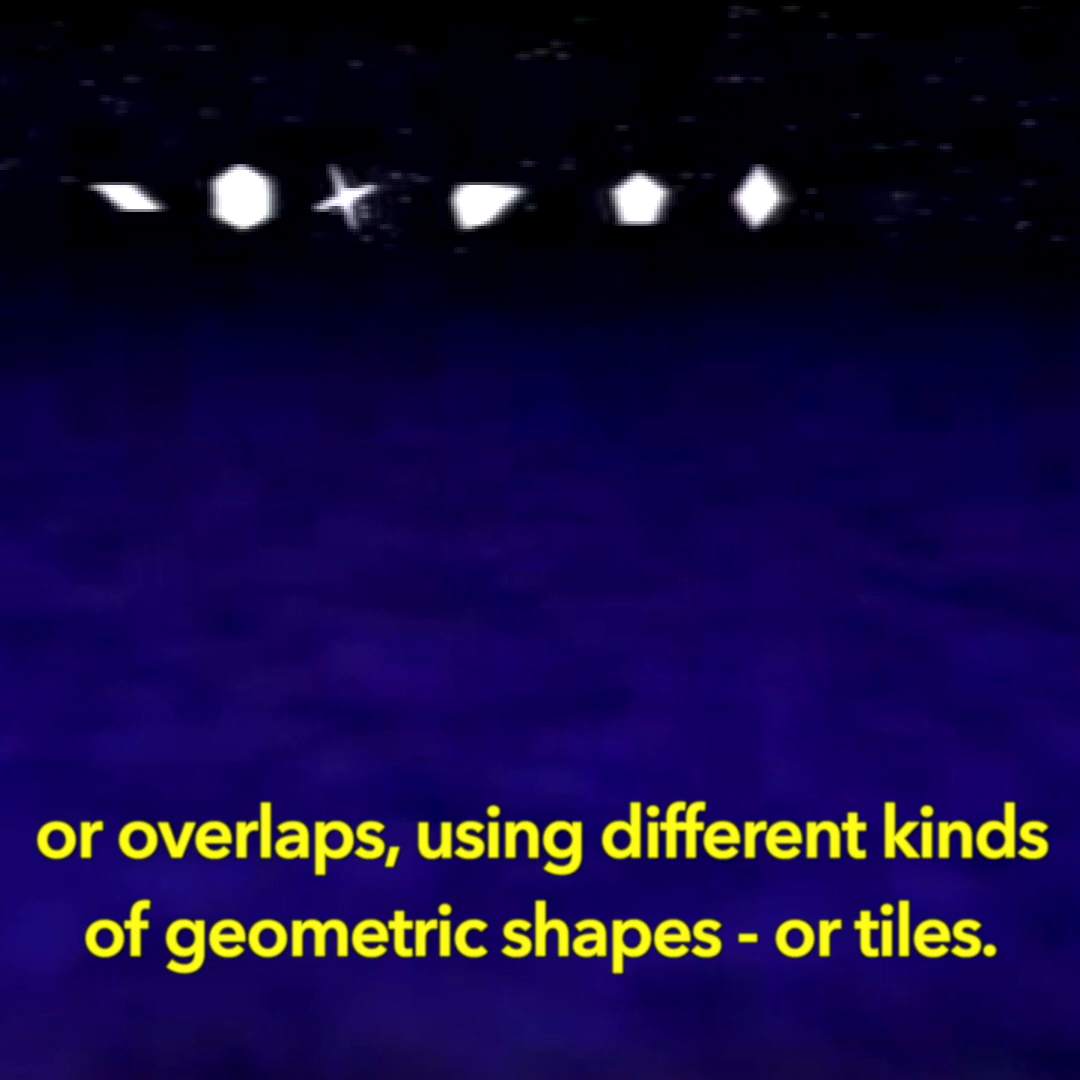 or overlaps, using different kinds
of geometric shapes - or tiles.